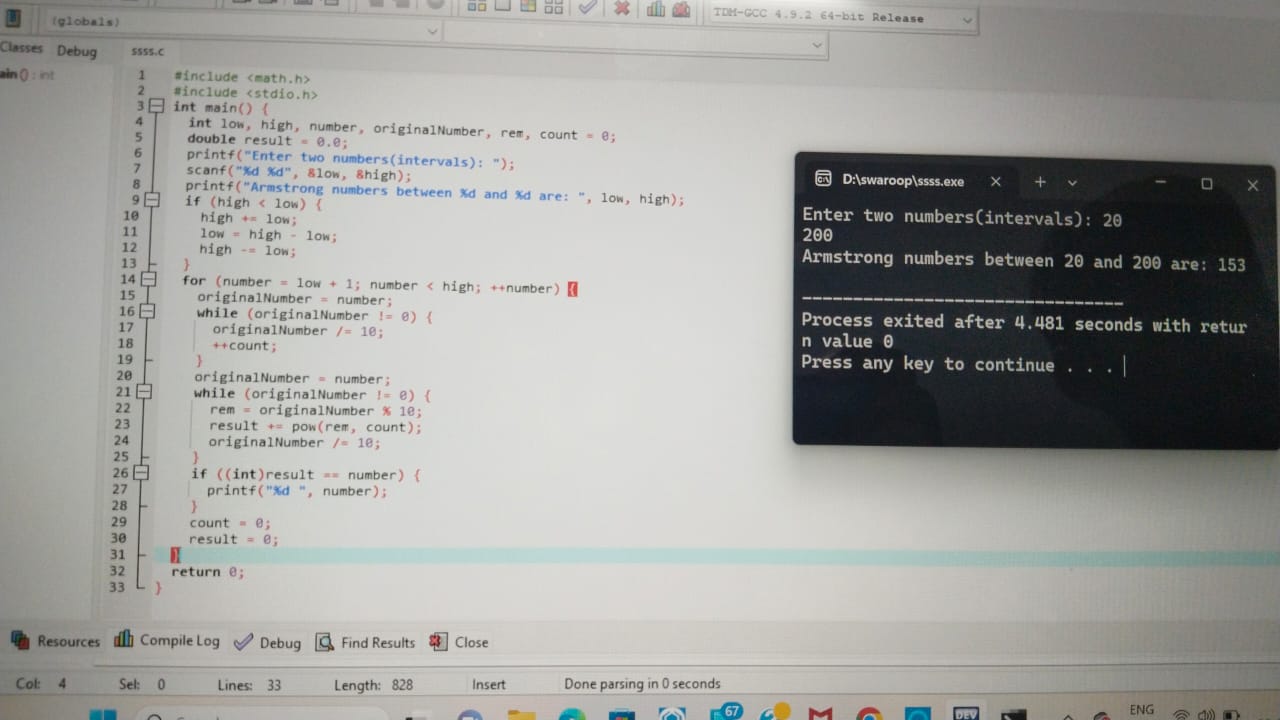 (globals)
TDM-GCC 4.9.2 64-bit Release
Classes Debug
ssss.c
ain() : int
1 #include <math.h>
2 #include <stdio.h>
3 int main() {
4 int low, high, number, originalNumber, rem, count = 0;
5 double result = 0.0;
6 printf("Enter two numbers(intervals): ");
7 scanf("%d %d", &low, &high);
8 printf("Armstrong numbers between %d and %d are: ", low, high);
9 if (high < low) {
10 high += low;
11 low = high - low;
12 high -= low;
13 }
14 for (number = low + 1; number < high; ++number) {
15 originalNumber = number;
16 while (originalNumber != 0) {
17 originalNumber /= 10;
18 ++count;
19 }
20 originalNumber = number;
21 while (originalNumber != 0) {
22 rem = originalNumber % 10;
23 result += pow(rem, count);
24 originalNumber /= 10;
25 }
26 if ((int)result == number) {
27 printf("%d ", number);
28 }
29 count = 0;
30 result = 0;
31 }
32 return 0;
33 }
D:\swaroop\ssss.exe
Enter two numbers(intervals): 20
200
Armstrong numbers between 20 and 200 are: 153
--------------------------------
Process exited after 4.481 seconds with retur
n value 0
Press any key to continue . . .
Resources Compile Log Debug Find Results Close
Col: 4 Sel: 0 Lines: 33 Length: 828 Insert Done parsing in 0 seconds
67
DEV
ENG